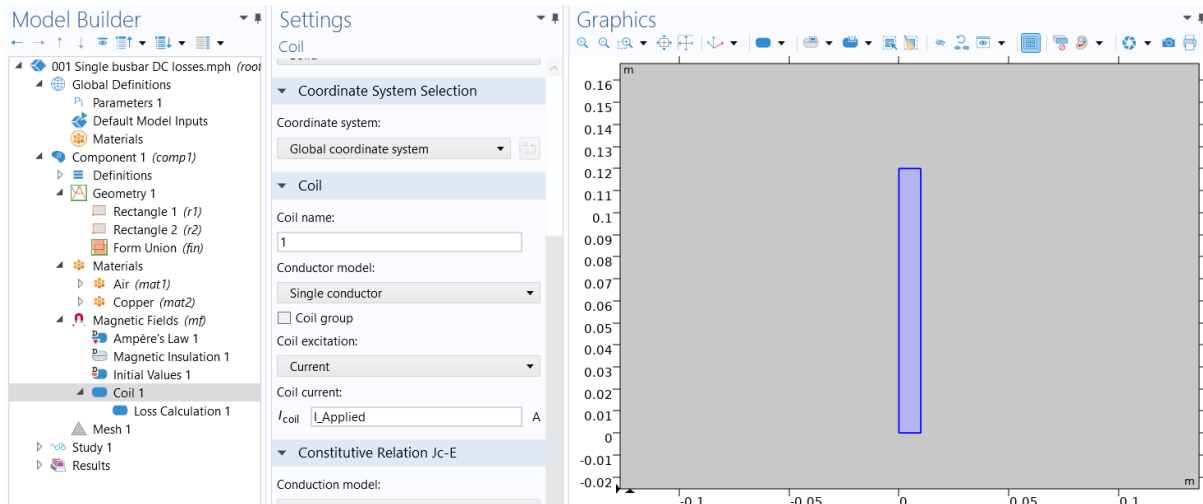 Model Builder
001 Single busbar DC losses.mph (root
Global Definitions
Pi Parameters 1
Default Model Inputs
Materials
Component 1 (comp1)
Definitions
Geometry 1
Rectangle 1 (r1)
Rectangle 2 (r2)
Form Union (fin)
Materials
Air (mat1)
Copper (mat2)
Magnetic Fields (mf)
Ampère's Law 1
Magnetic Insulation 1
Initial Values 1
Coil 1
Loss Calculation 1
Mesh 1
Study 1
Results
Settings
Coil
Coordinate System Selection
Coordinate system:
Global coordinate system
Coil
Coil name:
1
Conductor model:
Single conductor
Coil group
Coil excitation:
Current
Coil current:
Icoil I_Applied A
Constitutive Relation Jc-E
Conduction model:
Graphics
m
0.16
0.15
0.14
0.13
0.12
0.11
0.1
0.09
0.08
0.07
0.06
0.05
0.04
0.03
0.02
0.01
0
-0.01
-0.02
m
-0.1 -0.05 0 0.05 0.1